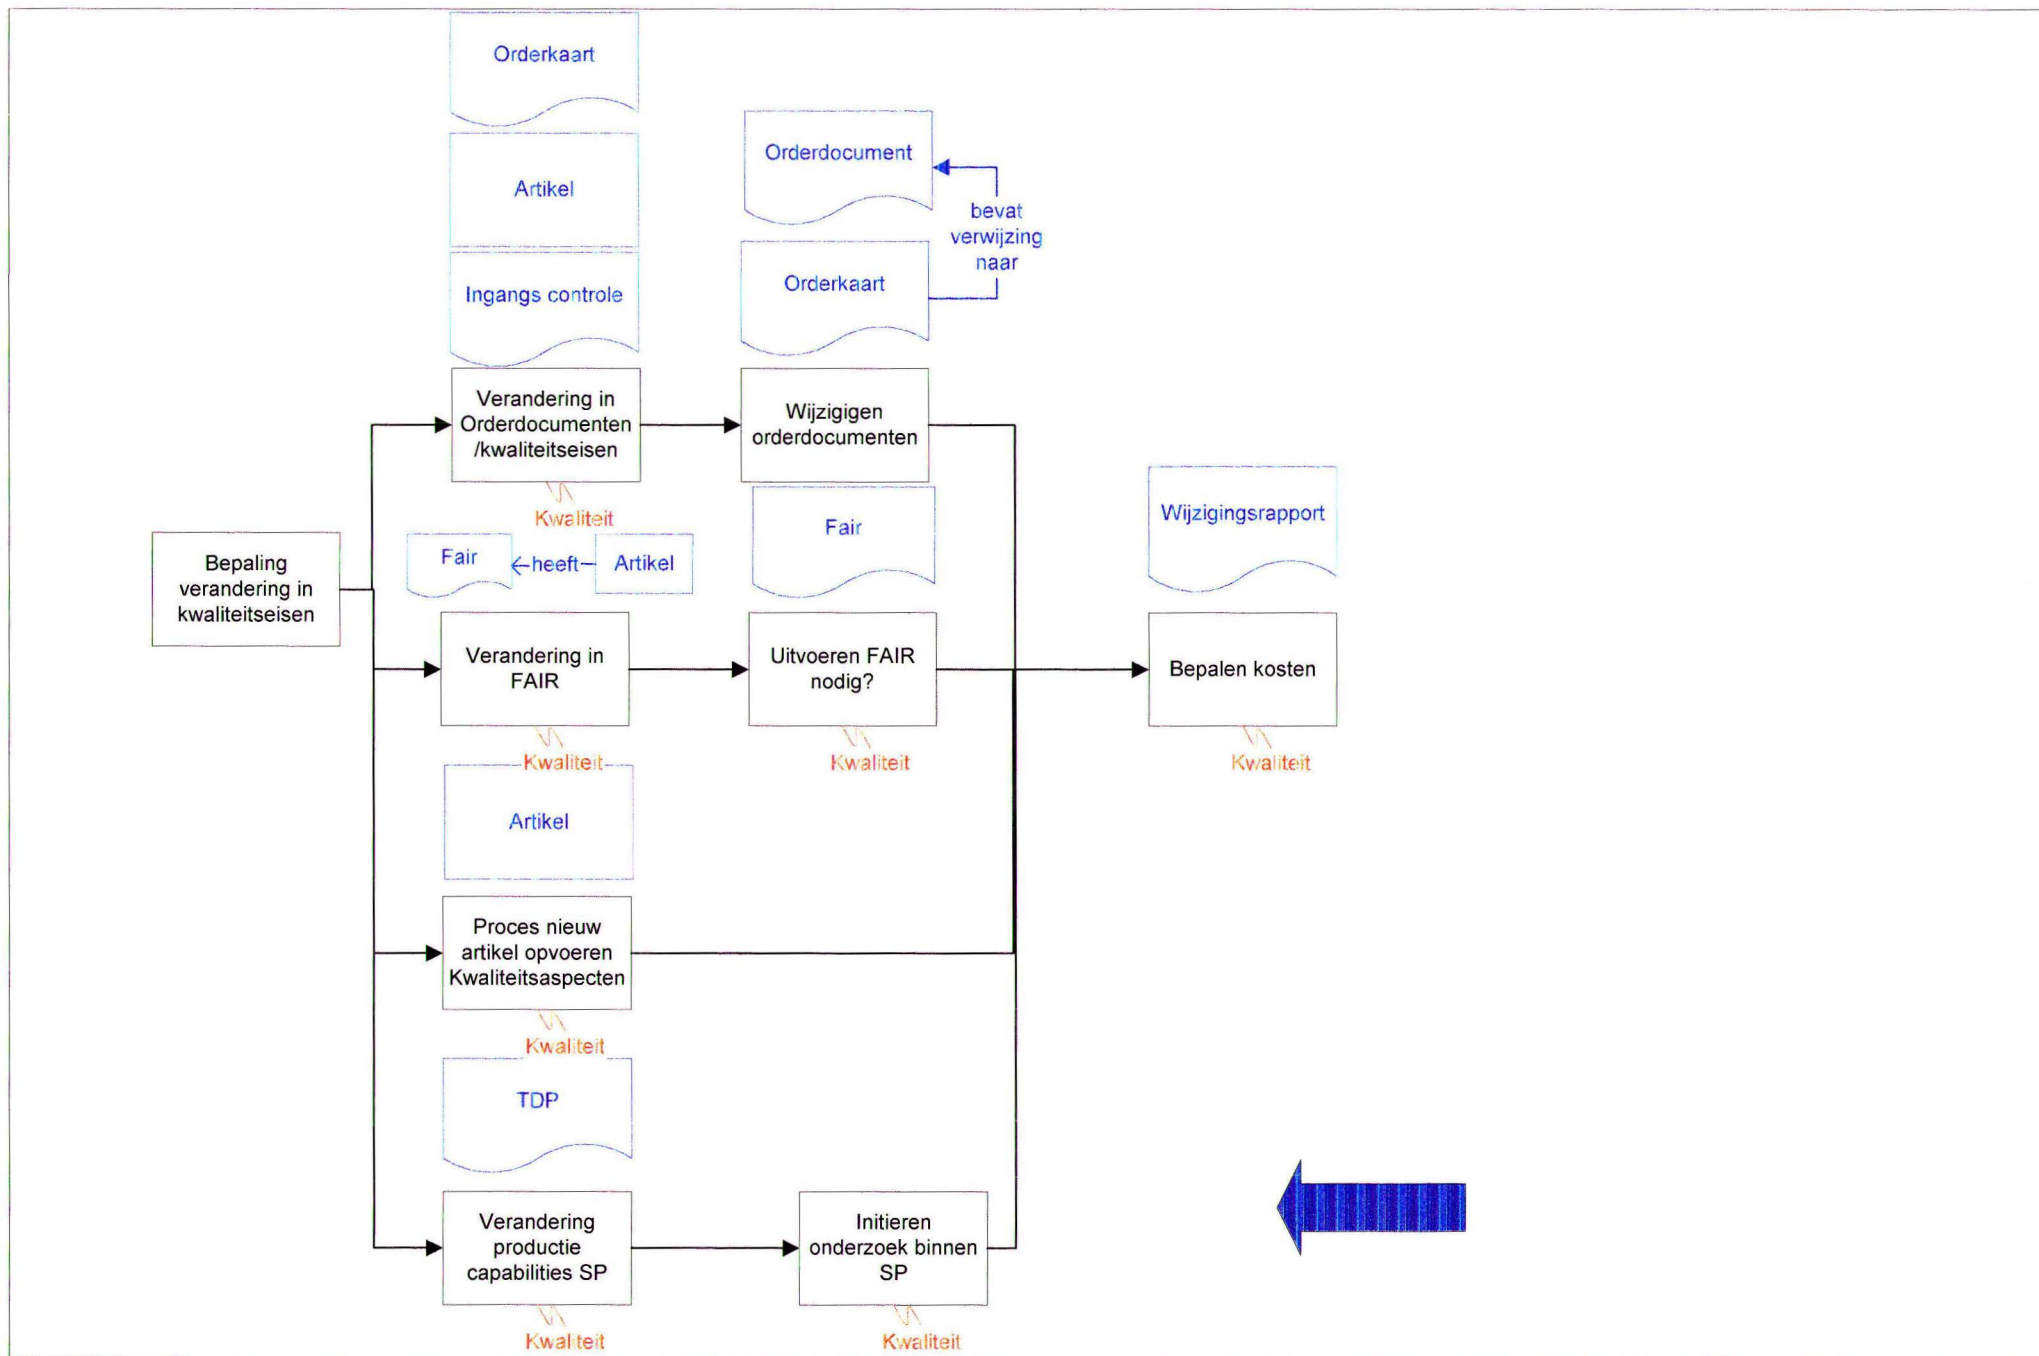 Orderkaart
Artikel
Ingangs controle
Orderdocument
bevat
verwijzing
naar
Orderkaart
Verandering in
Orderdocumenten
/kwaliteitseisen
Kwaliteit
Wijzigigen
orderdocumenten
Bepaling
verandering in
kwaliteitseisen
Fair
heeft
Artikel
Fair
Wijzigingsrapport
Verandering in
FAIR
Kwaliteit
Uitvoeren FAIR
nodig?
Kwaliteit
Bepalen kosten
Kwaliteit
Artikel
Proces nieuw
artikel opvoeren
Kwaliteitsaspecten
Kwaliteit
TDP
Verandering
productie
capabilities SP
Kwaliteit
Initieren
onderzoek binnen
SP
Kwaliteit